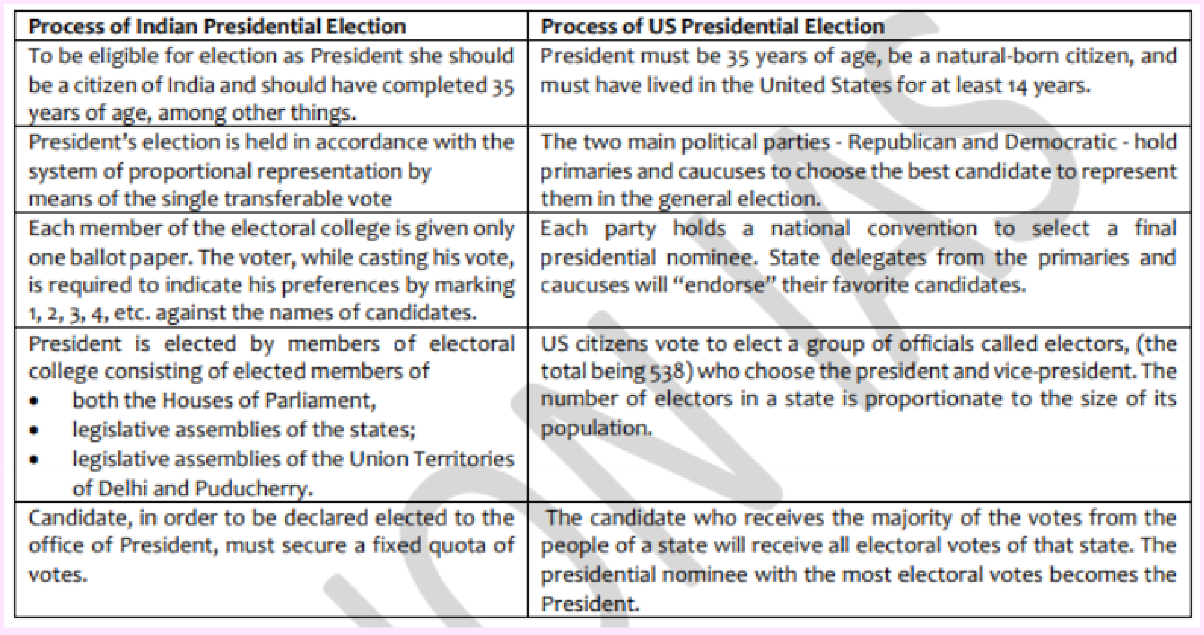 Process of Indian Presidential Election
Process of US Presidential Election
To be eligible for election as President she should
be a citizen of India and should have completed 35
years of age, among other things.
President must be 35 years of age, be a natural-born citizen, and
must have lived in the United States for at least 14 years.
President's election is held in accordance with the
system of proportional representation by
means of the single transferable vote
The two main political parties - Republican and Democratic - hold
primaries and caucuses to choose the best candidate to represent
them in the general election.
Each member of the electoral college is given only
one ballot paper. The voter, while casting his vote,
is required to indicate his preferences by marking
1, 2, 3, 4, etc. against the names of candidates.
Each party holds a national convention to select a final
presidential nominee. State delegates from the primaries and
caucuses will "endorse" their favorite candidates.
President is elected by members of electoral
college consisting of elected members of
• both the Houses of Parliament,
• legislative assemblies of the states;
• legislative assemblies of the Union Territories
of Delhi and Puducherry.
US citizens vote to elect a group of officials called electors, (the
total being 538) who choose the president and vice-president. The
number of electors in a state is proportionate to the size of its
population.
Candidate, in order to be declared elected to the
office of President, must secure a fixed quota of
votes.
The candidate who receives the majority of the votes from the
people of a state will receive all electoral votes of that state. The
presidential nominee with the most electoral votes becomes the
President.
ION IAS